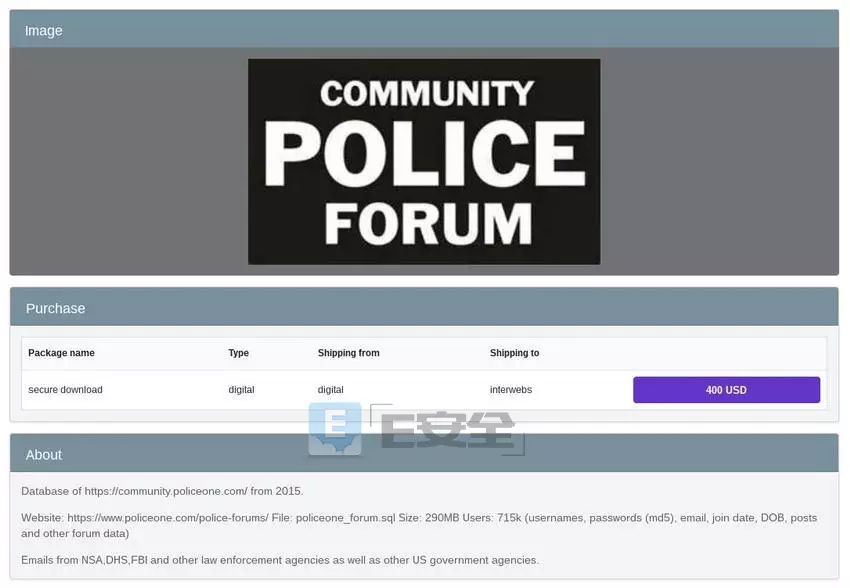 Image
COMMUNITY
POLICE
FORUM
Purchase
Package name Type Shipping from Shipping to
secure download digital digital interwebs 400 USD
E E安全
About
Database of https://community.policeone.com/ from 2015.
Website: https://www.policeone.com/police-forums/ File: policeone_forum.sql Size: 290MB Users: 715k (usernames, passwords (md5), email, join date, DOB, posts
and other forum data)
Emails from NSA,DHS,FBI and other law enforcement agencies as well as other US government agencies.